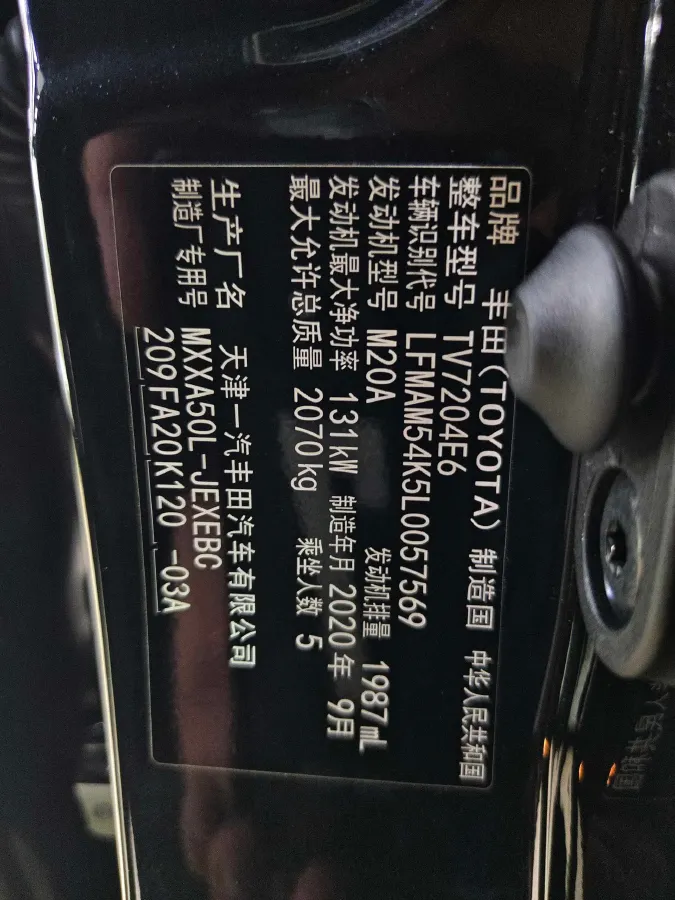 品牌 丰田(TOYOTA) 制造国 中华人民共和国
整车型号 TV7204E6
车辆识别代号 LFMAM54K5L0057569
发动机型号 M20A 发动机排量 1987mL
发动机最大净功率 131kW 制造年月 2020年 9月
最大允许总质量 2070kg 乘坐人数 5
生产厂名 天津一汽丰田汽车有限公司
制造厂专用号 MXXA50L-JEXEBC
209FA20K120 -03A